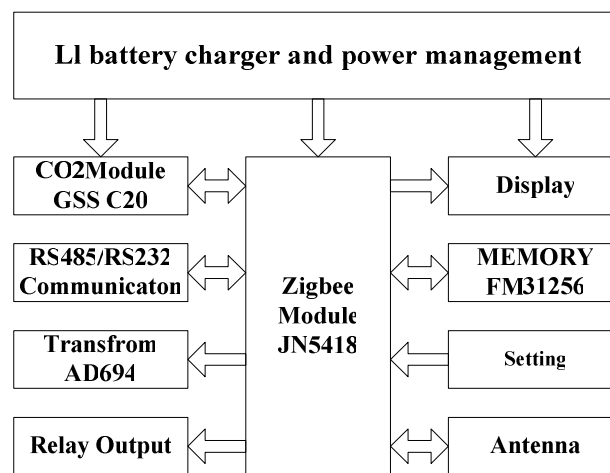 LI battery charger and power management
CO2Module
GSS C20
Display
RS485/RS232
Communicaton
Zigbee
Module
JN5418
MEMORY
FM31256
Transfrom
AD694
Setting
Relay Output
Antenna